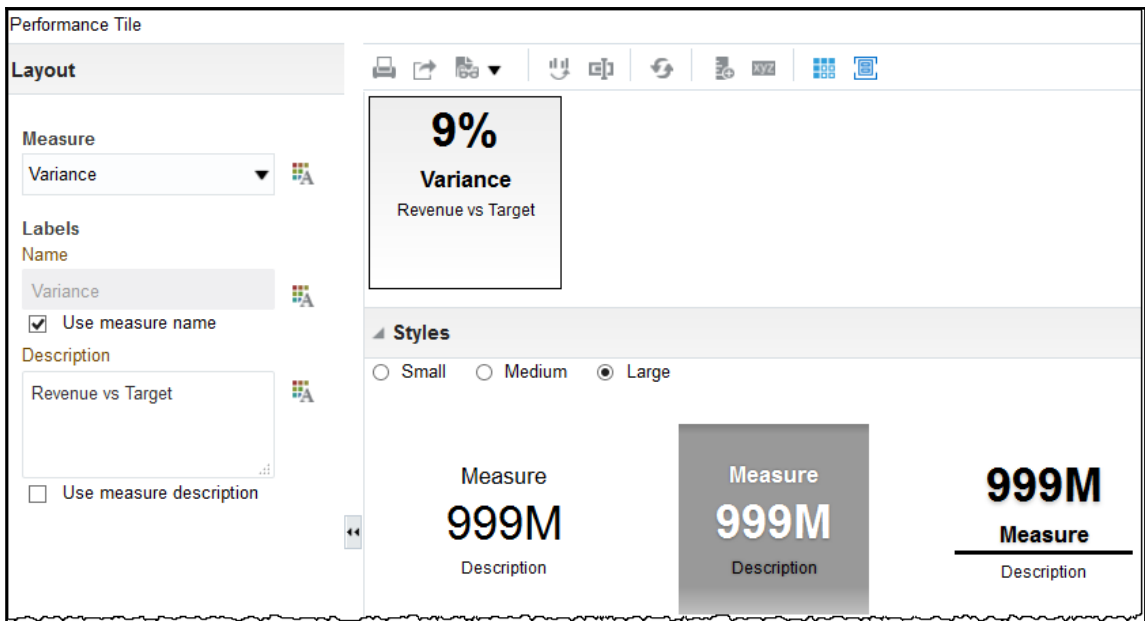 Performance Tile
Layout
Measure
Variance
Labels
Name
Variance
Use measure name
Description
Revenue vs Target
Use measure description
xyz
9%
Variance
Revenue vs Target
Styles
Small Medium Large
Measure
999M
Description
Measure
999M
Description
999M
Measure
Description